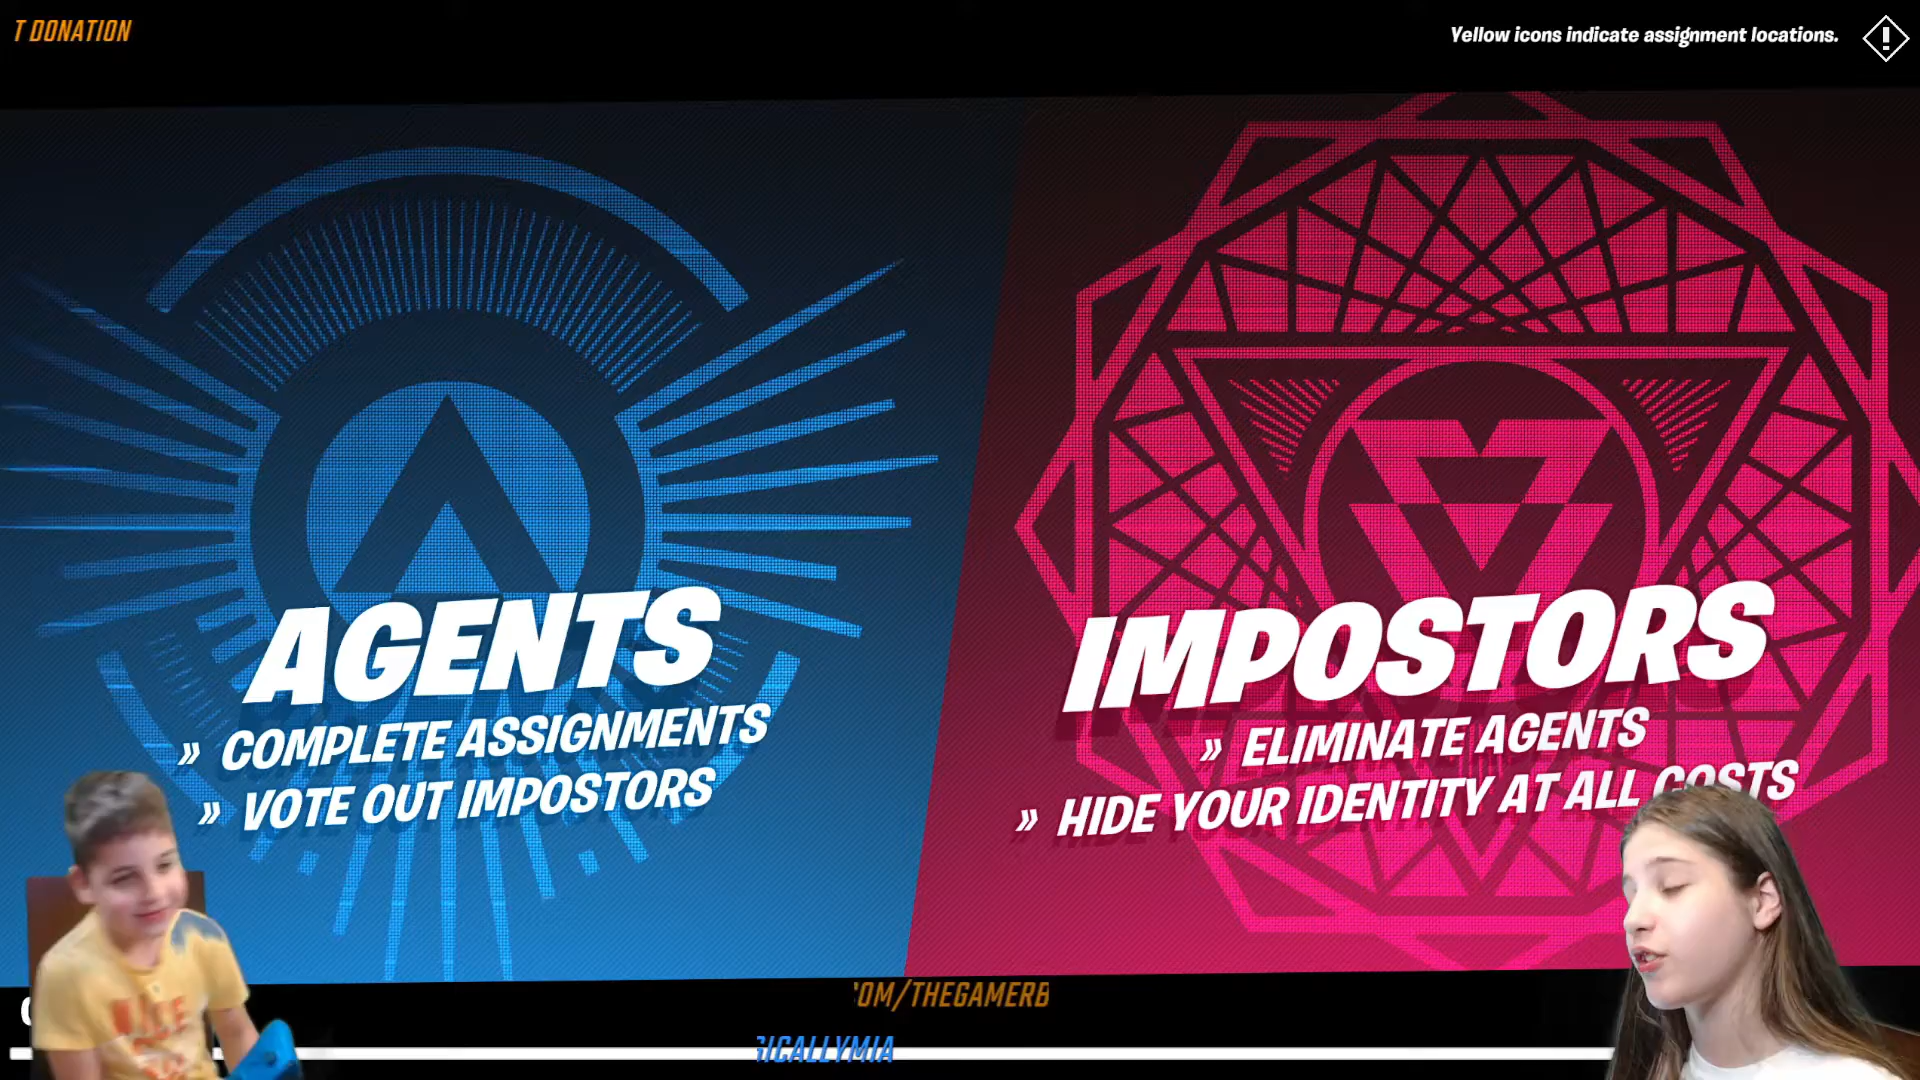 T DONATION
Yellow icons indicate assignment locations.
AGENTS
» COMPLETE ASSIGNMENTS
» VOTE OUT IMPOSTORS
IMPOSTORS
» ELIMINATE AGENTS
» HIDE YOUR IDENTITY AT ALL COSTS
OM/THEGAMERB
ICALLYMIA